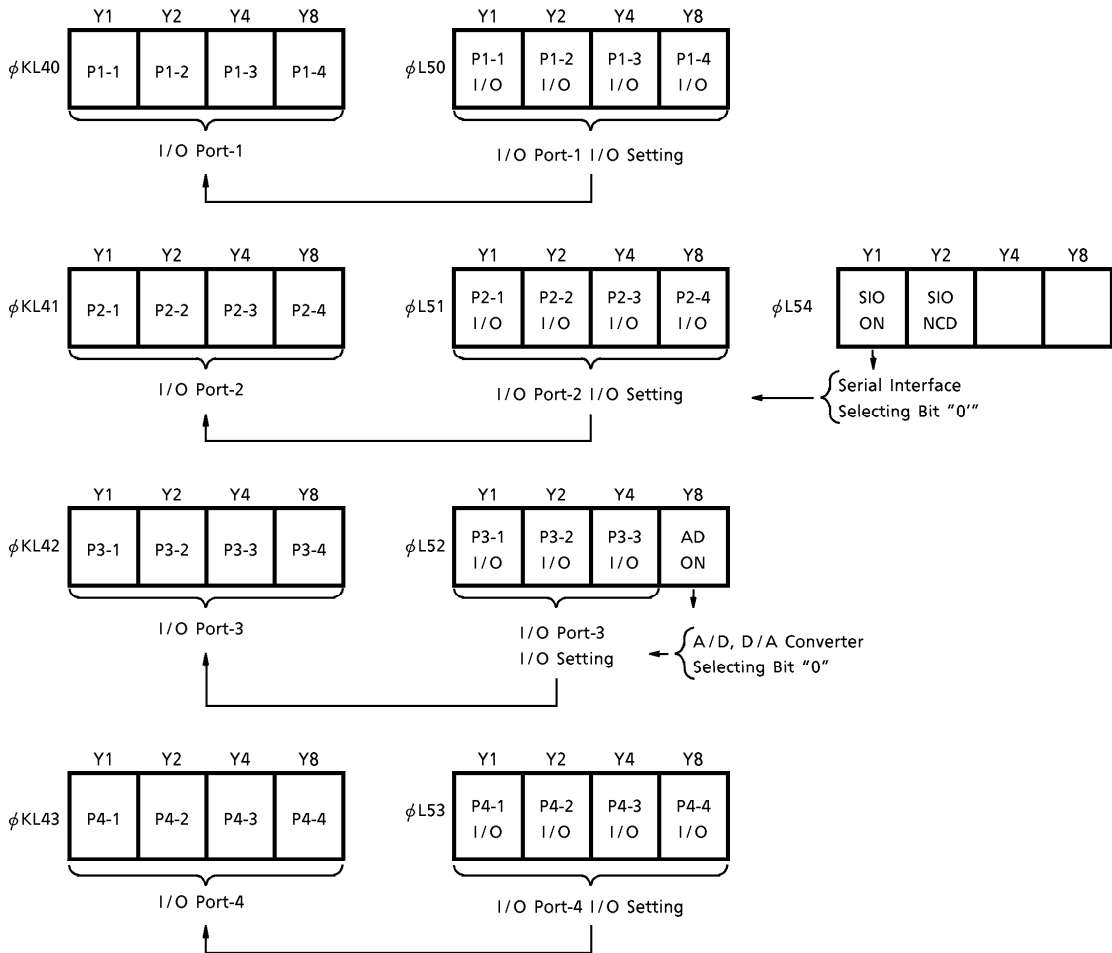 Y1 Y2 Y4 Y8 Y1 Y2 Y4 Y8
ϕKL40 P1-1 P1-2 P1-3 P1-4 ϕL50 P1-1 I/O P1-2 I/O P1-3 I/O P1-4 I/O
I/O Port-1 I/O Port-1 I/O Setting
Y1 Y2 Y4 Y8 Y1 Y2 Y4 Y8 Y1 Y2 Y4 Y8
ϕKL41 P2-1 P2-2 P2-3 P2-4 ϕL51 P2-1 I/O P2-2 I/O P2-3 I/O P2-4 I/O ϕL54 SIO ON SIO NCD
I/O Port-2 I/O Port-2 I/O Setting Serial Interface
Selecting Bit "0'"
Y1 Y2 Y4 Y8 Y1 Y2 Y4 Y8
ϕKL42 P3-1 P3-2 P3-3 P3-4 ϕL52 P3-1 I/O P3-2 I/O P3-3 I/O AD ON
I/O Port-3 I/O Port-3 A/D, D/A Converter
I/O Setting Selecting Bit "0"
Y1 Y2 Y4 Y8 Y1 Y2 Y4 Y8
ϕKL43 P4-1 P4-2 P4-3 P4-4 ϕL53 P4-1 I/O P4-2 I/O P4-3 I/O P4-4 I/O
I/O Port-4 I/O Port-4 I/O Setting